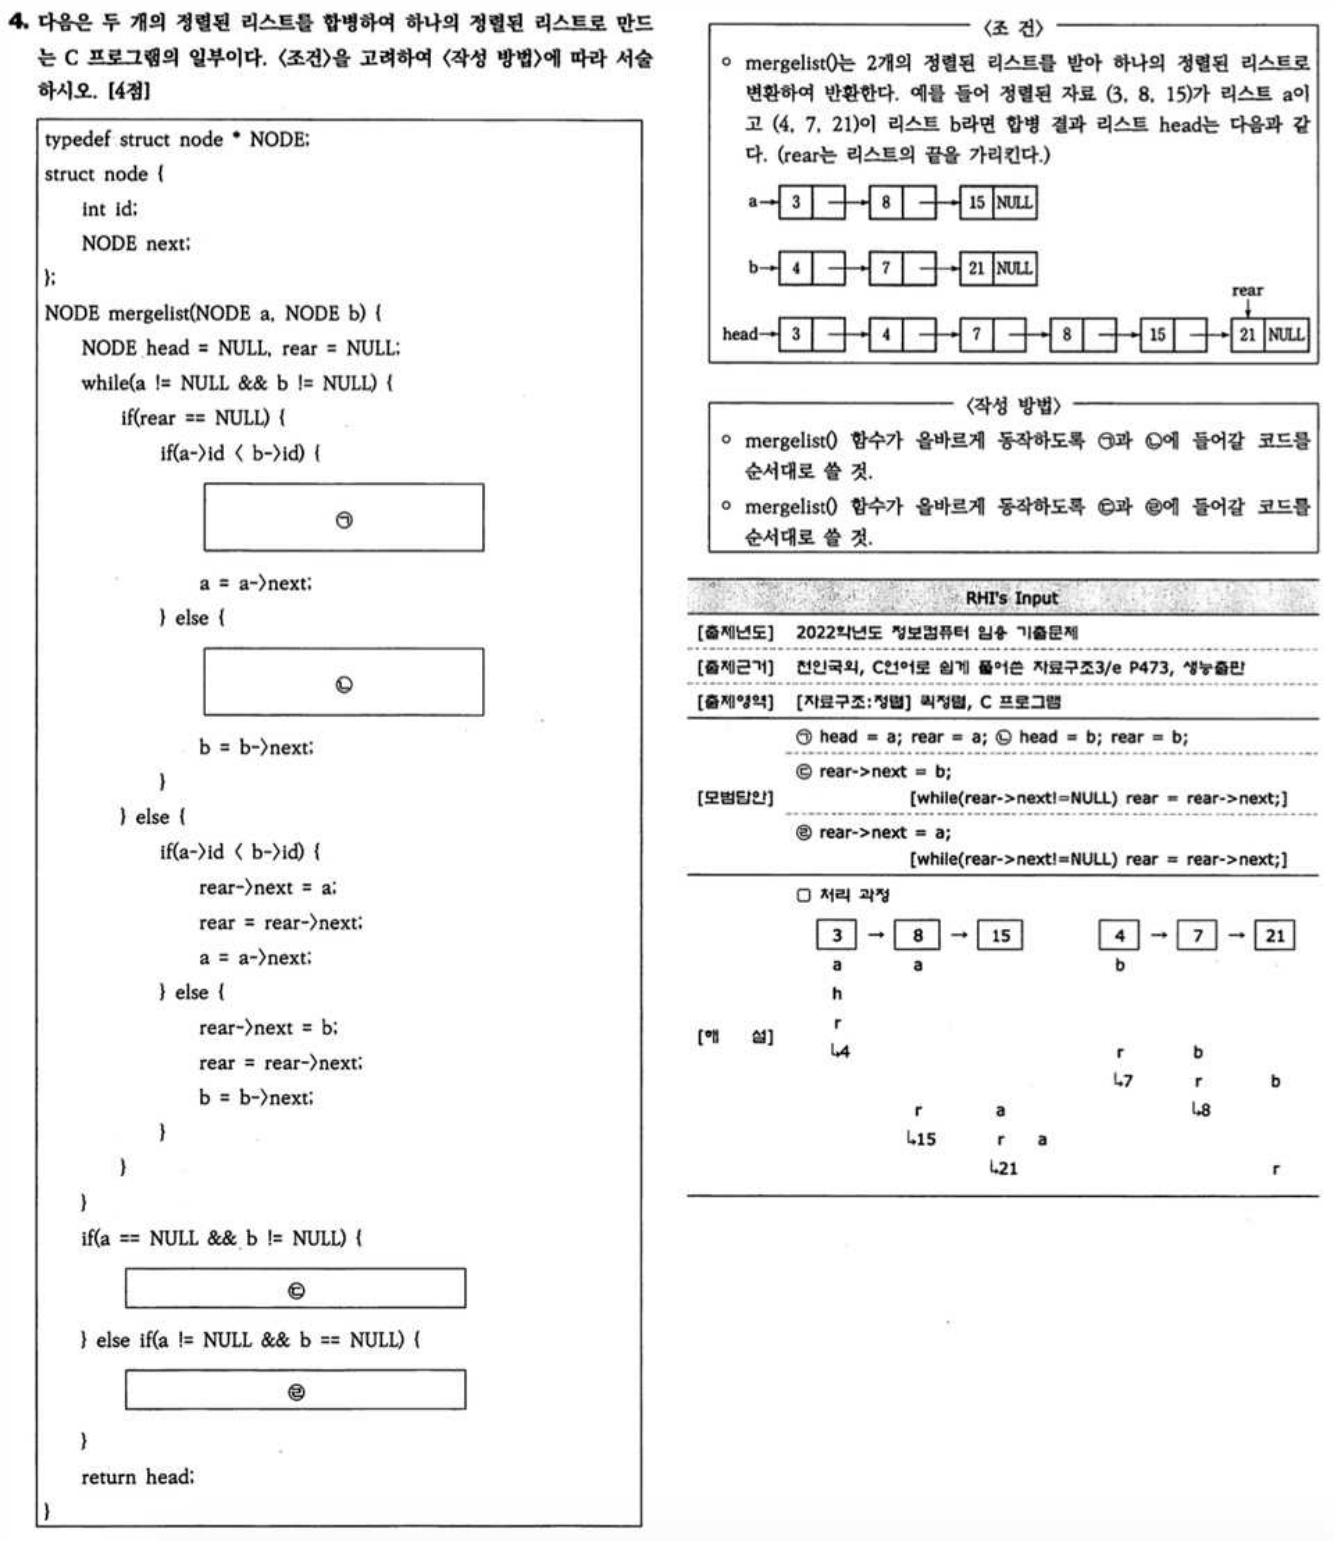 4. 다음은 두 개의 정렬된 리스트를 합병하여 하나의 정렬된 리스트로 만드
는 C 프로그램의 일부이다. 〈조건〉을 고려하여 〈작성 방법〉에 따라 서술
하시오. [4점]
typedef struct node * NODE;
struct node {
int id;
NODE next;
};
NODE mergelist(NODE a, NODE b) {
NODE head = NULL, rear = NULL;
while(a != NULL && b != NULL) {
if(rear == NULL) {
if(a->id < b->id) {
㉠
a = a->next;
} else {
㉡
b = b->next;
}
} else {
if(a->id < b->id) {
rear->next = a;
rear = rear->next;
a = a->next;
} else {
rear->next = b;
rear = rear->next;
b = b->next;
}
}
}
if(a == NULL && b != NULL) {
㉢
} else if(a != NULL && b == NULL) {
㉣
}
return head;
}
〈조 건〉
◦ mergelist()는 2개의 정렬된 리스트를 받아 하나의 정렬된 리스트로
변환하여 반환한다. 예를 들어 정렬된 자료 (3, 8, 15)가 리스트 a이
고 (4, 7, 21)이 리스트 b라면 합병 결과 리스트 head는 다음과 같
다. (rear는 리스트의 끝을 가리킨다.)
a→ 3 → 8 → 15 NULL
b→ 4 → 7 → 21 NULL
rear
head→ 3 → 4 → 7 → 8 → 15 → 21 NULL
〈작성 방법〉
◦ mergelist() 함수가 올바르게 동작하도록 ㉠과 ㉡에 들어갈 코드를
순서대로 쓸 것.
◦ mergelist() 함수가 올바르게 동작하도록 ㉢과 ㉣에 들어갈 코드를
순서대로 쓸 것.
RHI's Input
[출제년도] 2022학년도 정보컴퓨터 임용 기출문제
[출제근거] 천인국외, C언어로 쉽게 풀어쓴 자료구조3/e P473, 생능출판
[출제영역] [자료구조:정렬] 퀵정렬, C 프로그램
[모범답안] ㉠ head = a; rear = a; ㉡ head = b; rear = b;
㉢ rear->next = b;
[while(rear->next!=NULL) rear = rear->next;]
㉣ rear->next = a;
[while(rear->next!=NULL) rear = rear->next;]
[해 설] □ 처리 과정
3 → 8 → 15 4 → 7 → 21
a a b
h
r
↳4 r b
↳7 r b
r a ↳8
↳15 r a
↳21 r